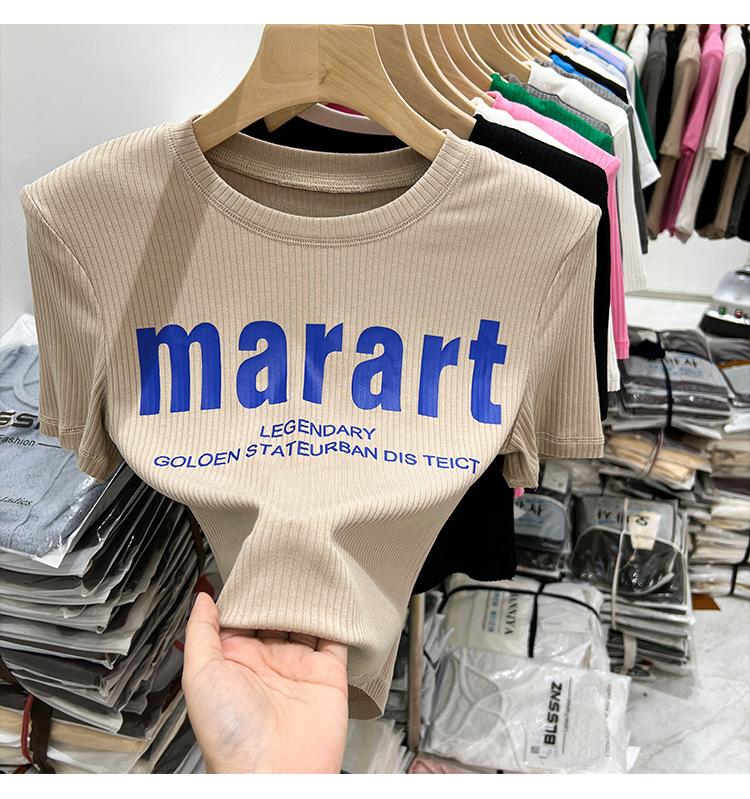 marart
LEGENDARY
GOLOEN STATEURBAN DIS TEICT
BLSSNZ